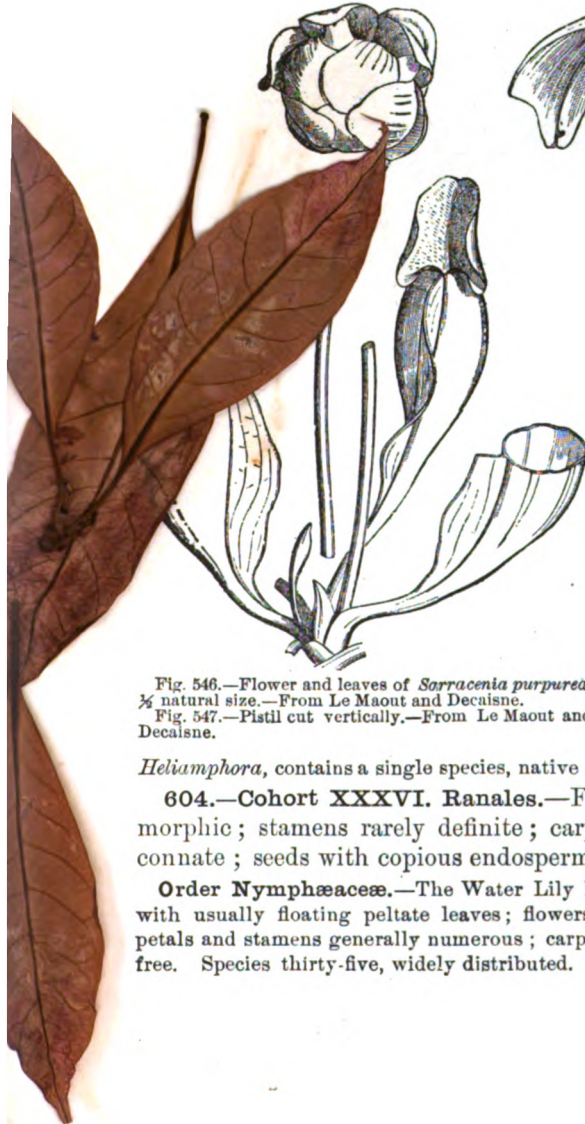 Fig. 546.—Flower and leaves of Sarracenia purpurea
½ natural size.—From Le Maout and Decaisne.
Fig. 547.—Pistil cut vertically.—From Le Maout and
Decaisne.
Heliamphora, contains a single species, native
604.—Cohort XXXVI. Ranales.—F
morphic; stamens rarely definite; car
connate; seeds with copious endosperm
Order Nymphæaceæ.—The Water Lily
with usually floating peltate leaves; flowers
petals and stamens generally numerous; carp
free. Species thirty-five, widely distributed.